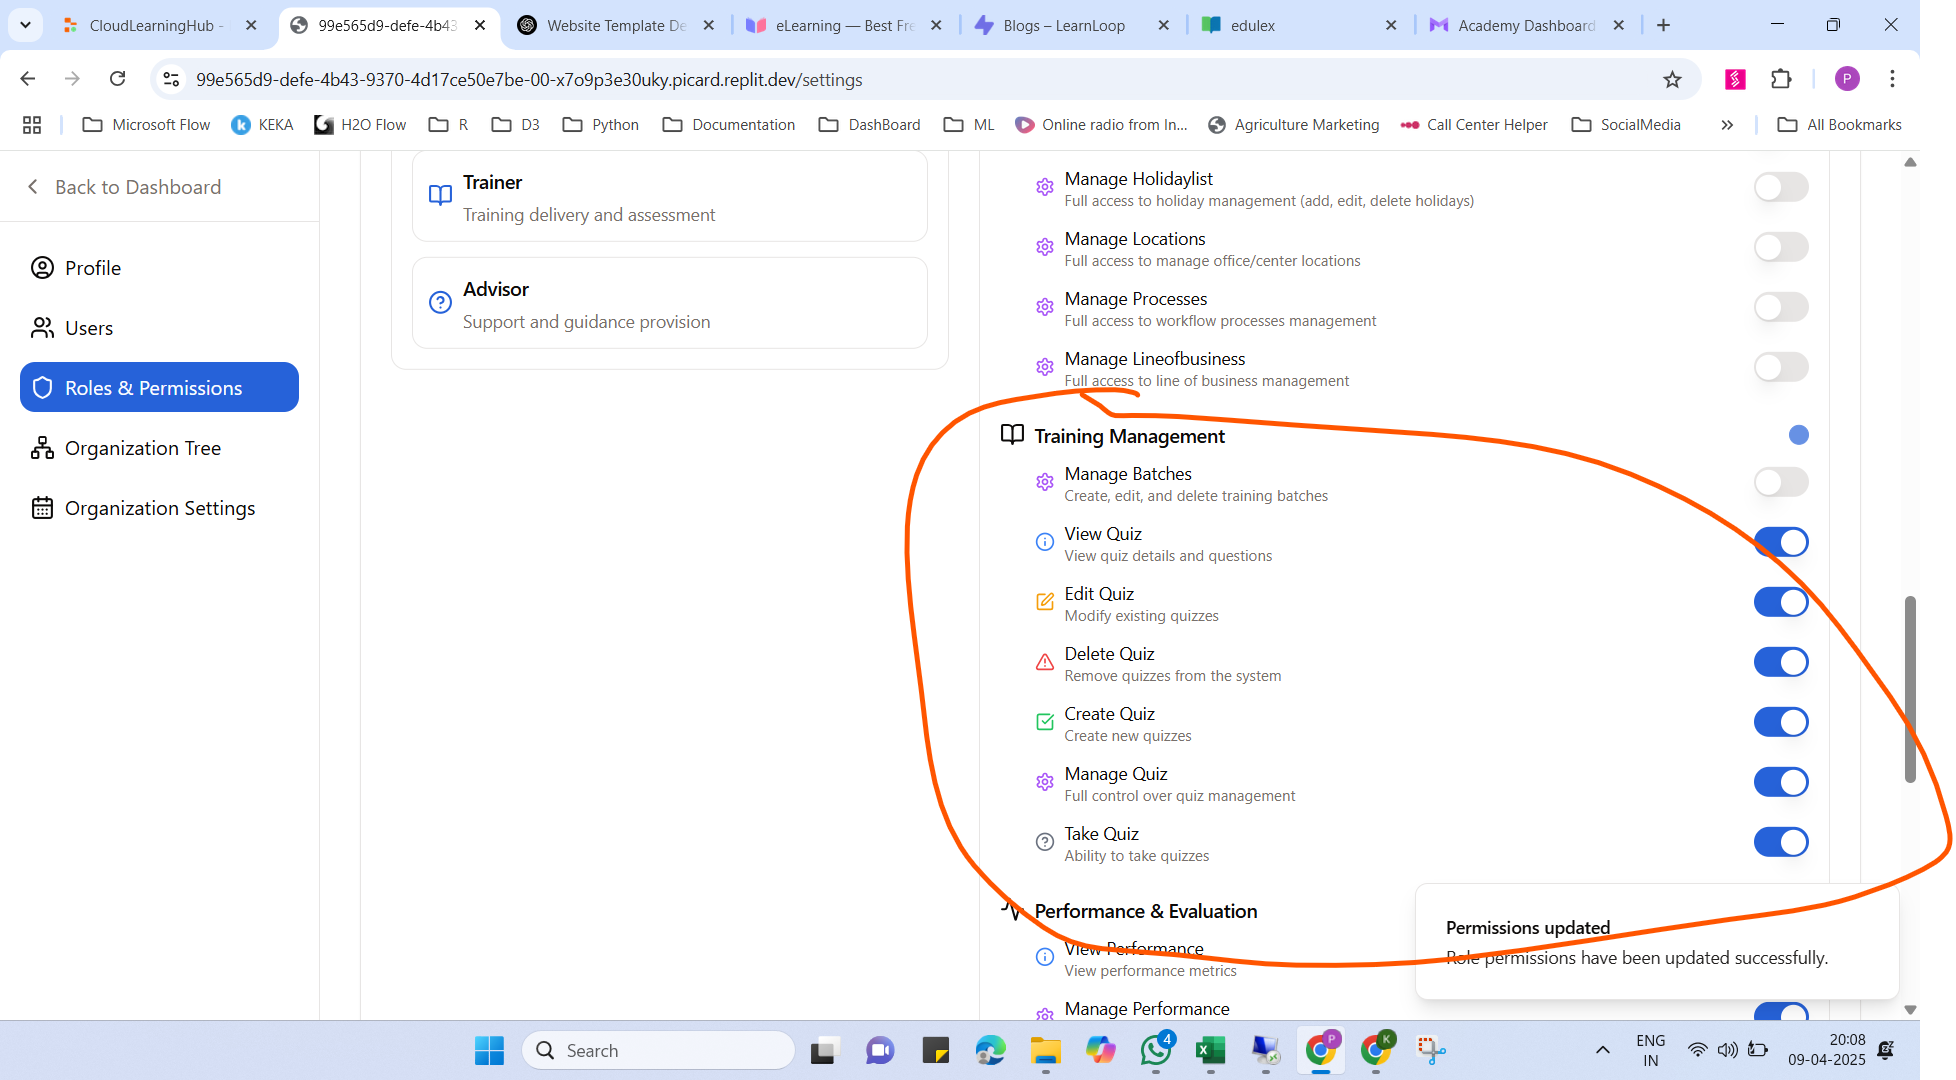 CloudLearningHub -
99e565d9-defe-4b43
Website Template De
eLearning — Best Fre
Blogs – LearnLoop
edulex
Academy Dashboard
99e565d9-defe-4b43-9370-4d17ce50e7be-00-x7o9p3e30uky.picard.replit.dev/settings
P
Microsoft Flow
KEKA
H2O Flow
R
D3
Python
Documentation
DashBoard
ML
Online radio from In...
Agriculture Marketing
Call Center Helper
SocialMedia
All Bookmarks
Back to Dashboard
Profile
Users
Roles & Permissions
Organization Tree
Organization Settings
Trainer
Training delivery and assessment
Advisor
Support and guidance provision
Manage Holidaylist
Full access to holiday management (add, edit, delete holidays)
Manage Locations
Full access to manage office/center locations
Manage Processes
Full access to workflow processes management
Manage Lineofbusiness
Full access to line of business management
Training Management
Manage Batches
Create, edit, and delete training batches
View Quiz
View quiz details and questions
Edit Quiz
Modify existing quizzes
Delete Quiz
Remove quizzes from the system
Create Quiz
Create new quizzes
Manage Quiz
Full control over quiz management
Take Quiz
Ability to take quizzes
Performance & Evaluation
View Performance
View performance metrics
Manage Performance
Permissions updated
Role permissions have been updated successfully.
Search
4
P
K
ENG
IN
20:08
09-04-2025